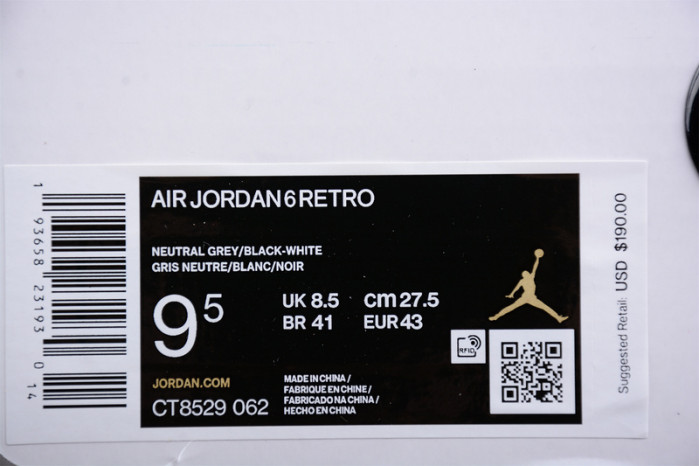 AIR JORDAN 6 RETRO
NEUTRAL GREY/BLACK-WHITE
GRIS NEUTRE/BLANC/NOIR
9 5
UK 8.5 cm 27.5
BR 41 EUR 43
RFID
JORDAN.COM
CT8529 062
MADE IN CHINA /
FABRIQUE EN CHINE /
FABRICADO NA CHINA /
HECHO EN CHINA
1 93658 23193 0 14
Suggested Retail: USD $190.00